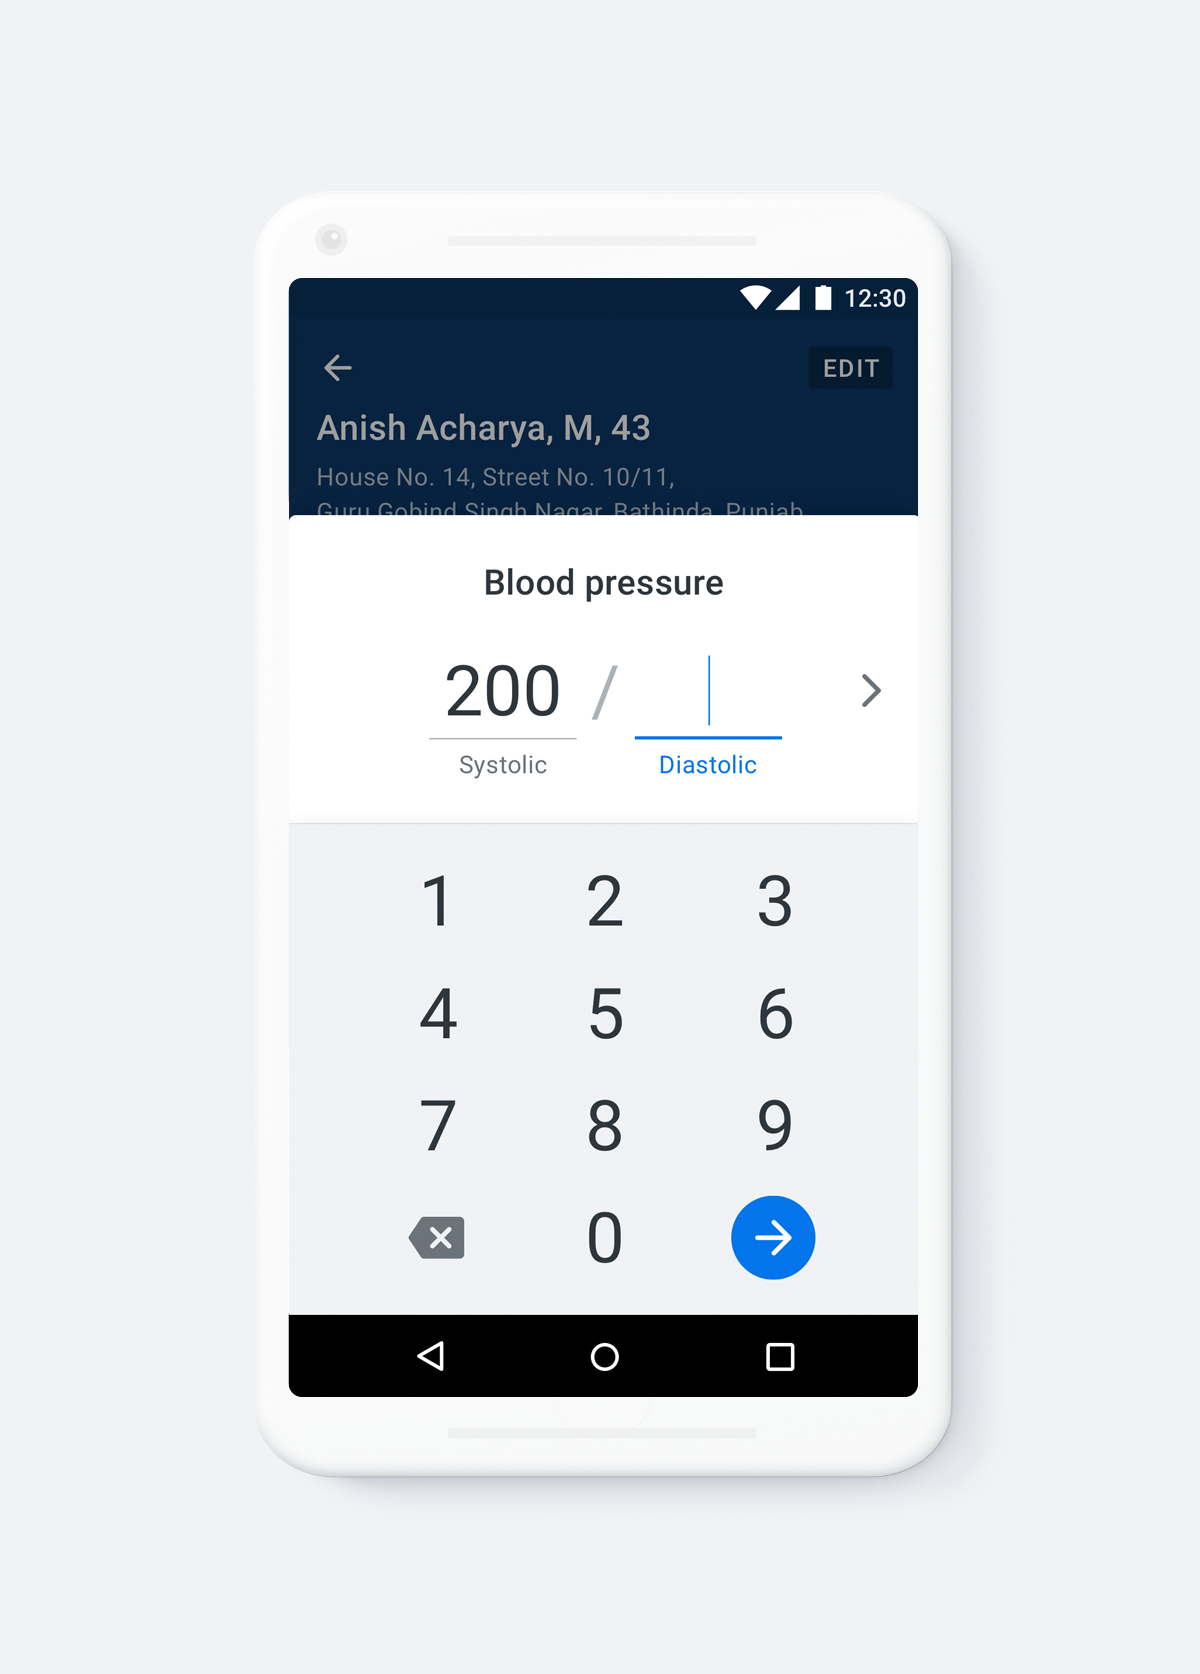 12:30
EDIT
Anish Acharya, M, 43
House No. 14, Street No. 10/11,
Guru Gobind Singh Nagar, Bathinda, Punjab
Blood pressure
200 /
Systolic Diastolic
1 2 3
4 5 6
7 8 9
0